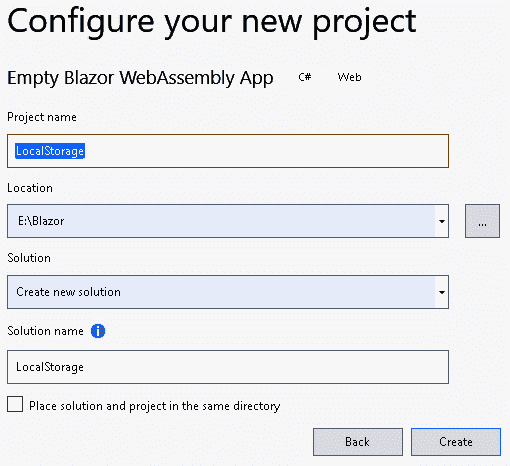 Configure your new project
Empty Blazor WebAssembly App C# Web
Project name
LocalStorage
Location
E:\Blazor
...
Solution
Create new solution
Solution name i
LocalStorage
Place solution and project in the same directory
Back Create